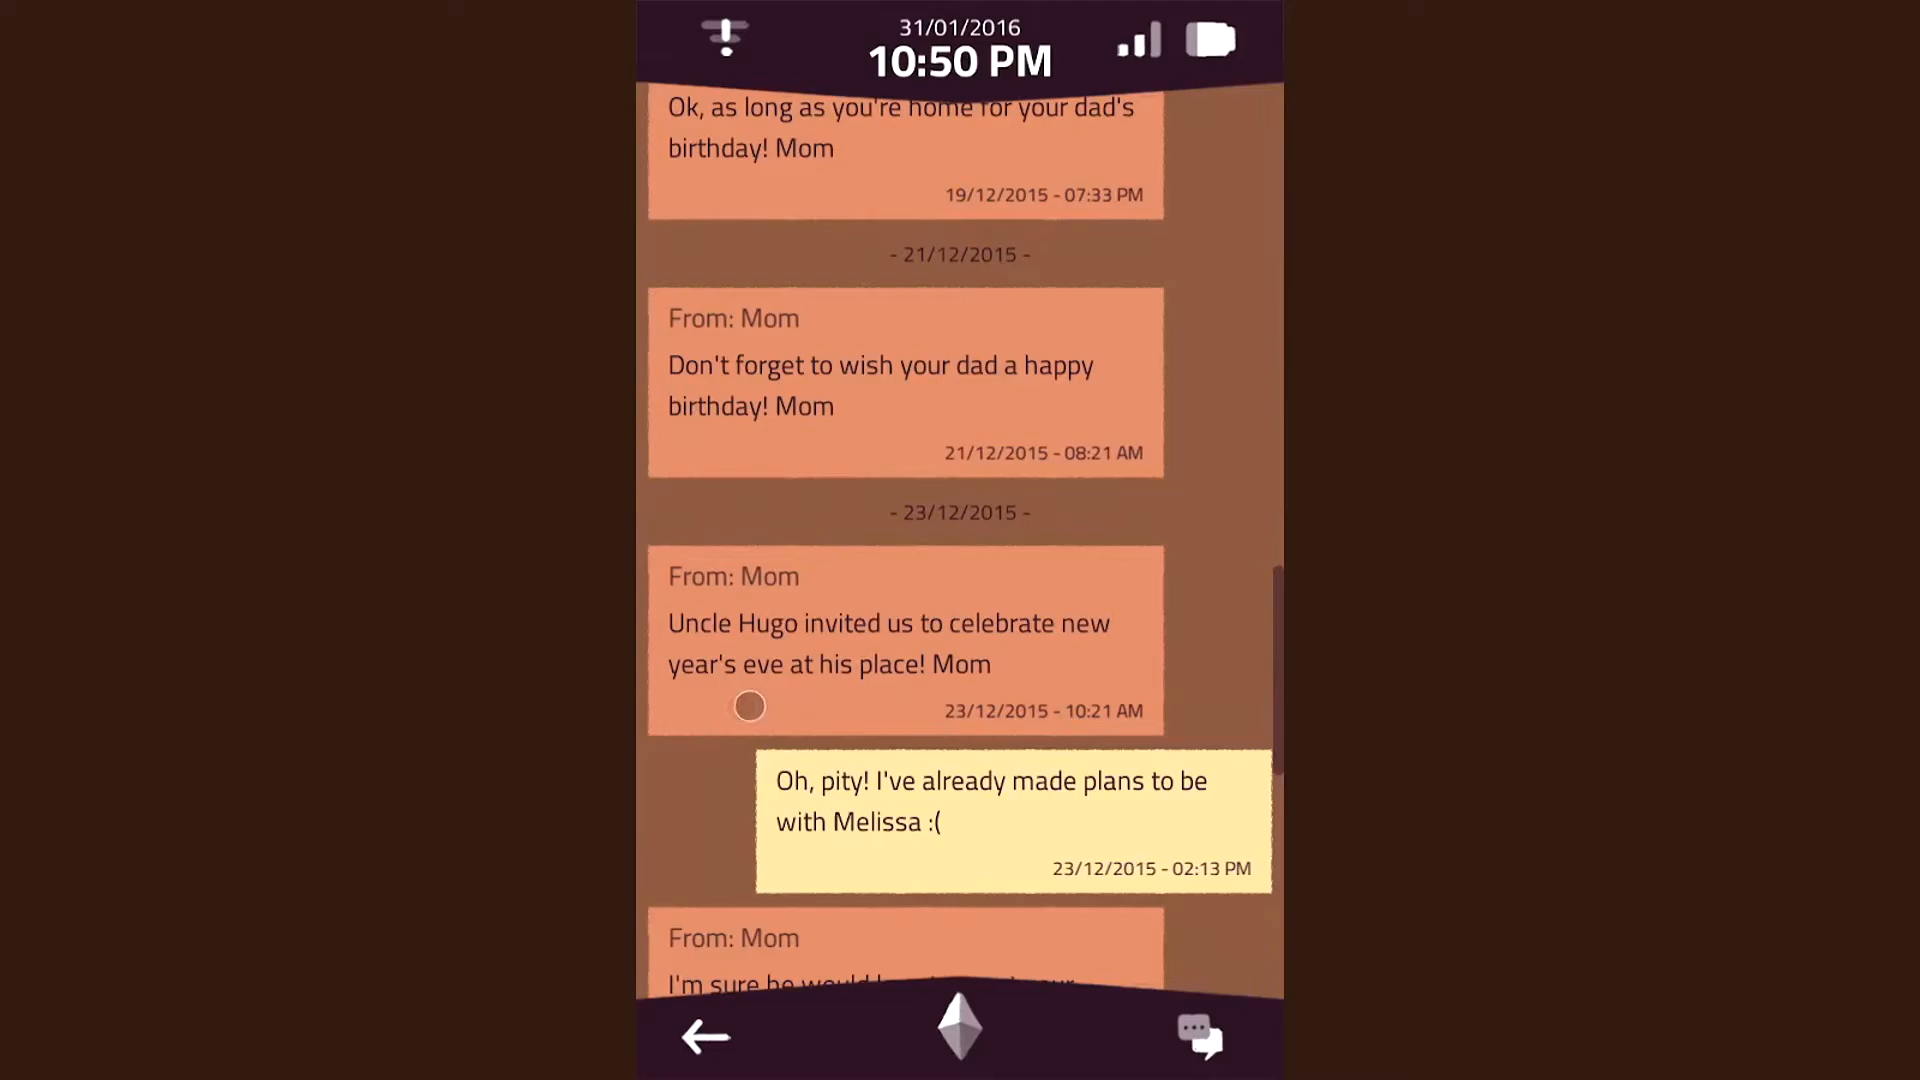 31/01/2016
10:50 PM
Ok, as long as you're home for your dad's
birthday! Mom
19/12/2015 - 07:33 PM
- 21/12/2015 -
From: Mom
Don't forget to wish your dad a happy
birthday! Mom
21/12/2015 - 08:21 AM
- 23/12/2015 -
From: Mom
Uncle Hugo invited us to celebrate new
year's eve at his place! Mom
23/12/2015 - 10:21 AM
Oh, pity! I've already made plans to be
with Melissa :(
23/12/2015 - 02:13 PM
From: Mom
I'm sure he would